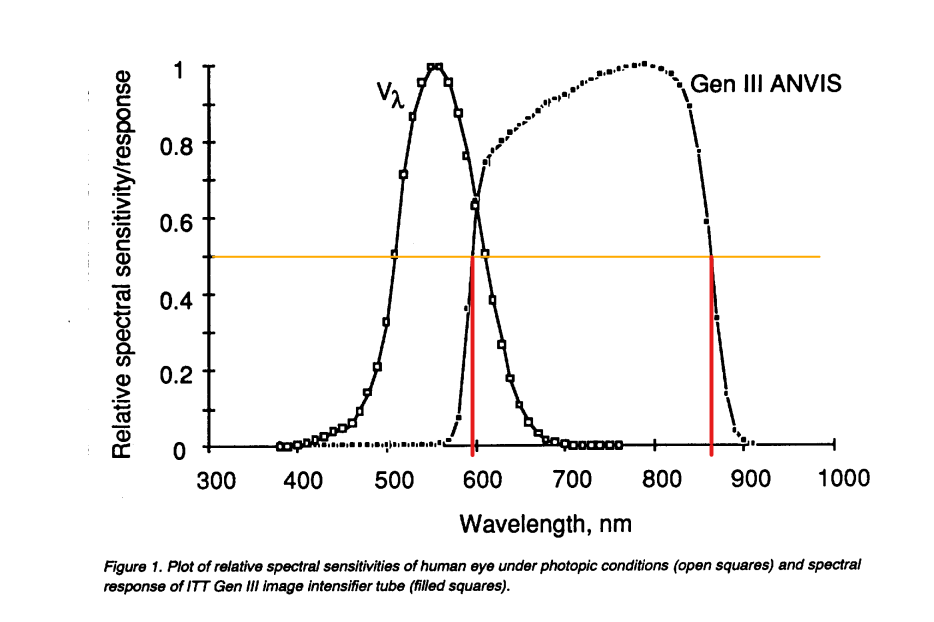 Relative spectral sensitivity/response
1
0.8
0.6
0.4
0.2
0
Vλ
Gen III ANVIS
300 400 500 600 700 800 900 1000
Wavelength, nm
Figure 1. Plot of relative spectral sensitivities of human eye under photopic conditions (open squares) and spectral
response of ITT Gen III image intensifier tube (filled squares).